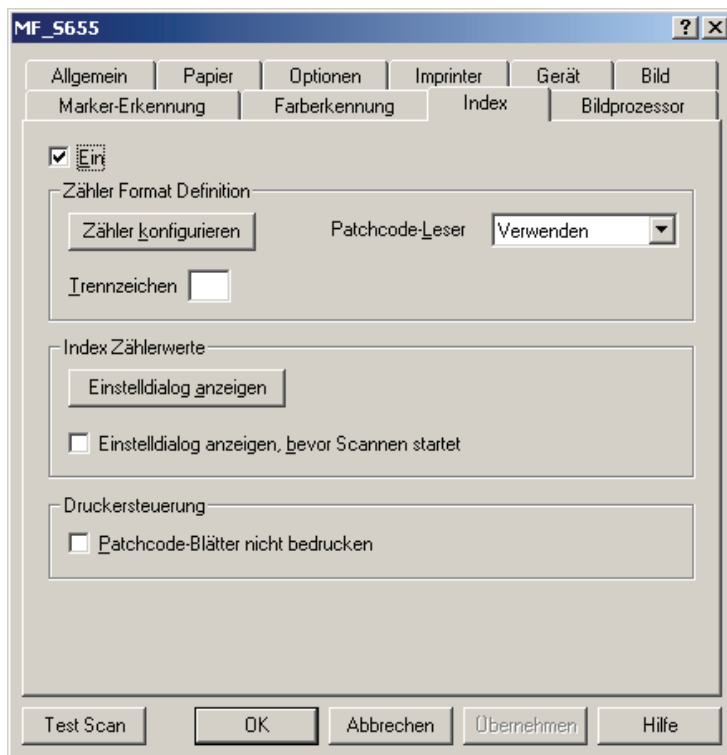 MF_S655
Allgemein Papier Optionen Imprinter Gerät Bild
Marker-Erkennung Farberkennung Index Bildprozessor
Ein
Zähler Format Definition
Zähler konfigurieren Patchcode-Leser Verwenden
Trennzeichen
Index Zählerwerte
Einstelldialog anzeigen
Einstelldialog anzeigen, bevor Scannen startet
Druckersteuerung
Patchcode-Blätter nicht bedrucken
Test Scan OK Abbrechen Übernehmen Hilfe